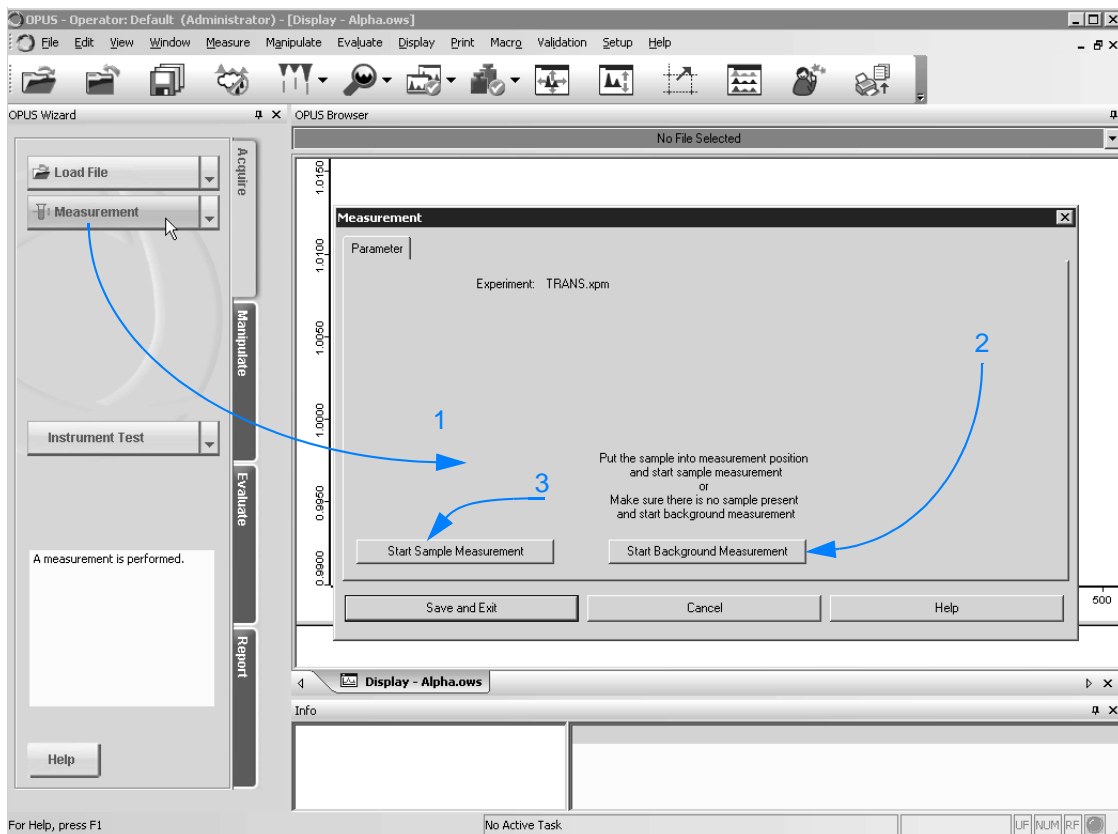 OPUS - Operator: Default (Administrator) - [Display - Alpha.ows]
File Edit View Window Measure Manipulate Evaluate Display Print Macro Validation Setup Help
OPUS Wizard
OPUS Browser
No File Selected
Acquire
Load File
Measurement
Manipulate
Instrument Test
Evaluate
A measurement is performed.
Report
Help
1.0150
1.0100
1.0050
1.0000
0.9950
0.9900
500
Measurement
Parameter
Experiment: TRANS.xpm
1
2
3
Put the sample into measurement position
and start sample measurement
or
Make sure there is no sample present
and start background measurement
Start Sample Measurement
Start Background Measurement
Save and Exit
Cancel
Help
Display - Alpha.ows
Info
For Help, press F1
No Active Task
UF NUM RF